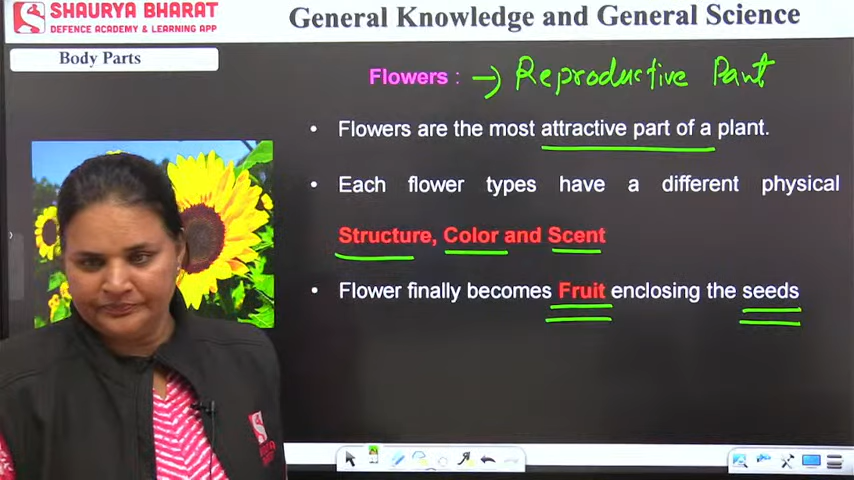 SHAURYA BHARAT
DEFENCE ACADEMY & LEARNING APP
General Knowledge and General Science
Body Parts
Flowers : → Reproductive Part
• Flowers are the most attractive part of a plant.
• Each flower types have a different physical
Structure, Color and Scent
• Flower finally becomes Fruit enclosing the seeds